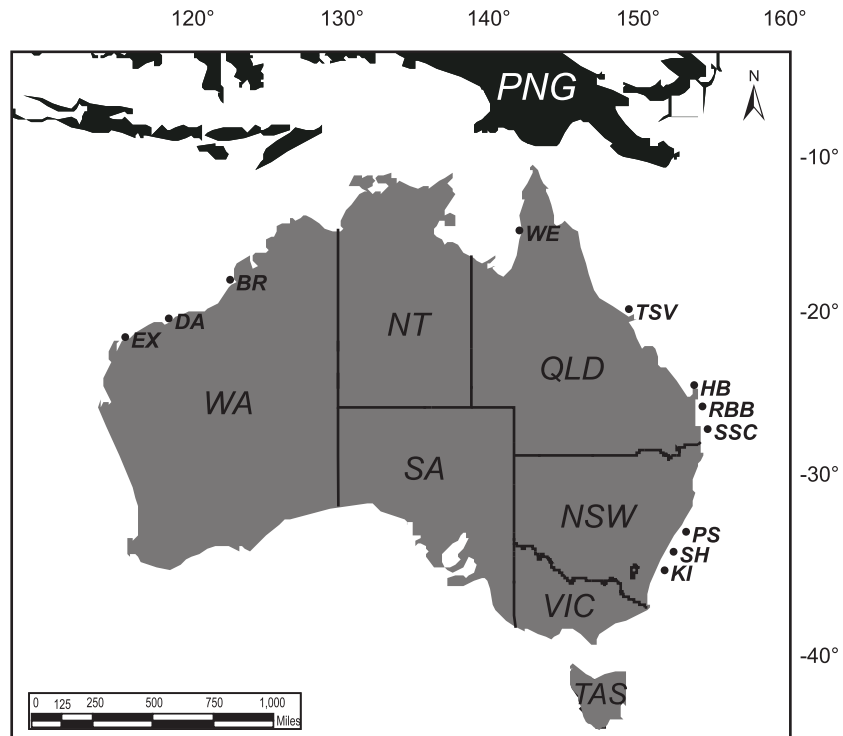 120° 130° 140° 150° 160°
PNG
N
-10°
WE
BR
TSV
-20°
DA
NT
EX
QLD
HB
WA
RBB
SSC
SA
-30°
NSW
PS
SH
KI
VIC
-40°
TAS
0 125 250 500 750 1,000
Miles